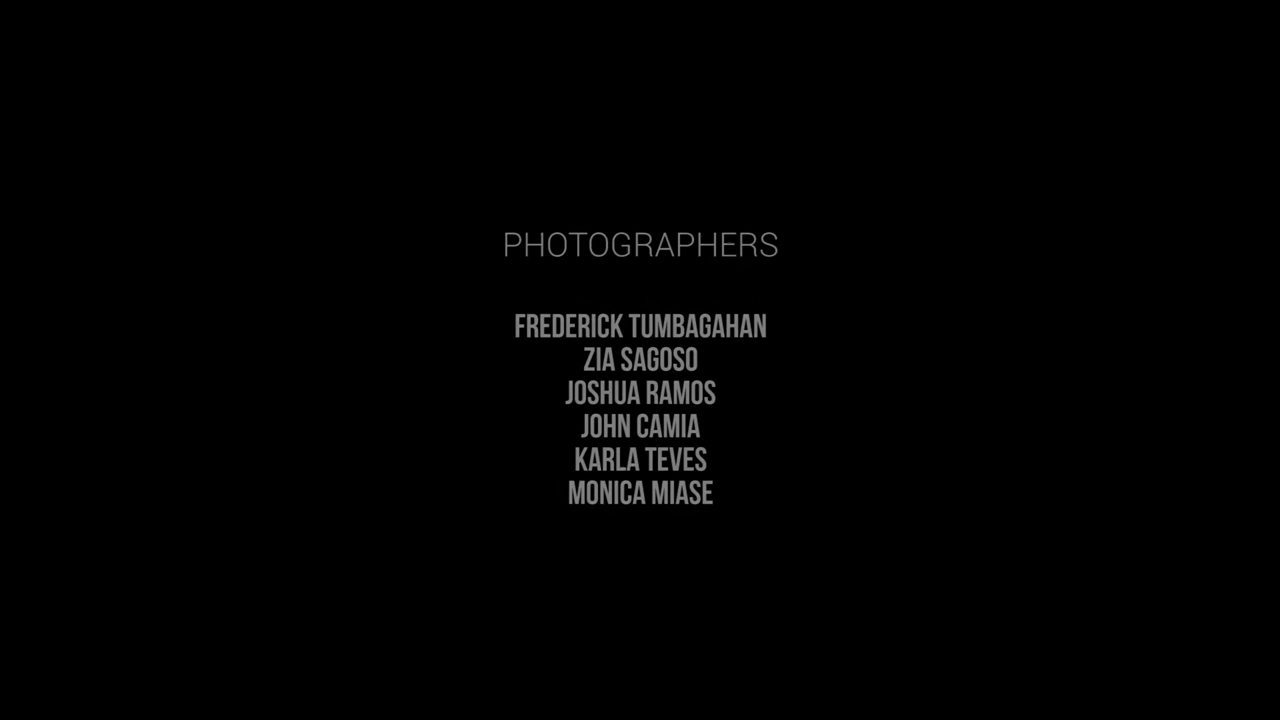 PHOTOGRAPHERS
FREDERICK TUMBAGAHAN
ZIA SAGOSO
JOSHUA RAMOS
JOHN CAMIA
KARLA TEVES
MONICA MIASE